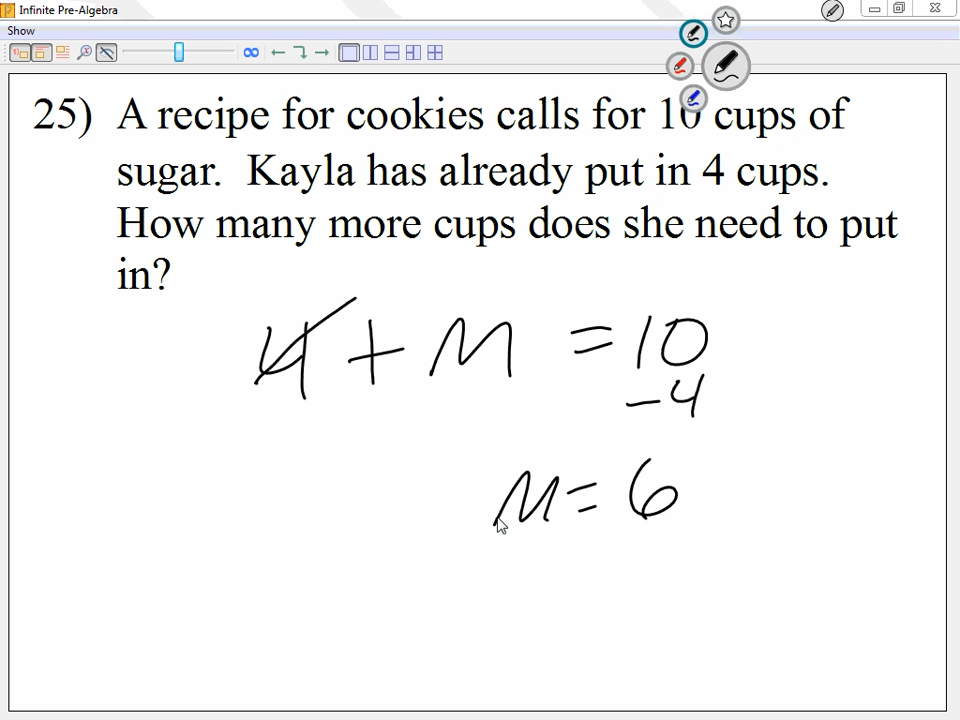 Infinite Pre-Algebra
Show
25) A recipe for cookies calls for 10 cups of
sugar. Kayla has already put in 4 cups.
How many more cups does she need to put
in?
4 + M = 10
-4
M = 6